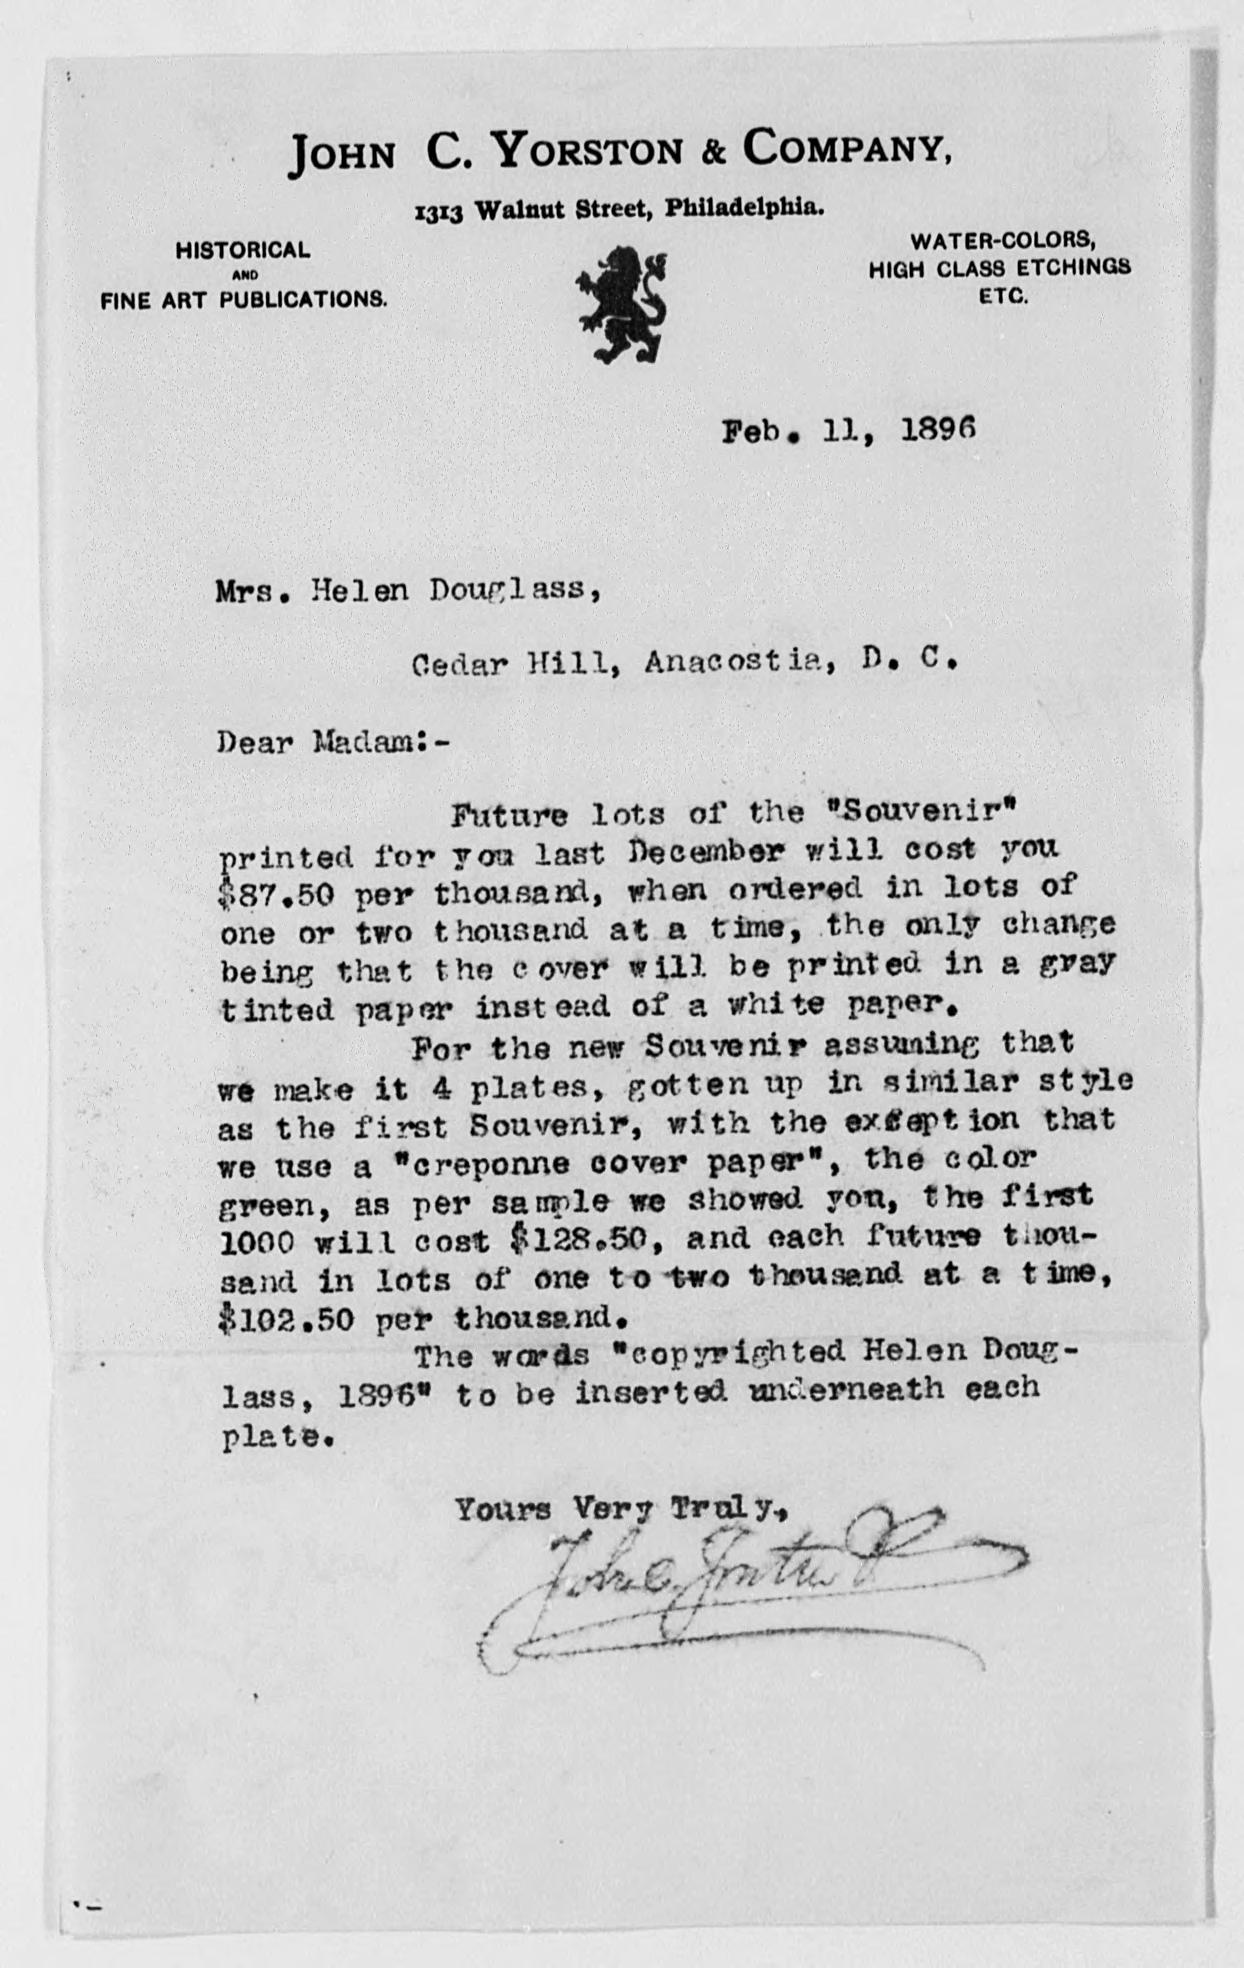 JOHN C. YORSTON & COMPANY,
1313 Walnut Street, Philadelphia.
HISTORICAL
AND
FINE ART PUBLICATIONS.
WATER-COLORS,
HIGH CLASS ETCHINGS
ETC.
Feb. 11, 1896
Mrs. Helen Douglass,
Cedar Hill, Anacostia, D. C.
Dear Madam:-
Future lots of the "Souvenir"
printed for you last December will cost you
$87.50 per thousand, when ordered in lots of
one or two thousand at a time, the only change
being that the cover will be printed in a gray
tinted paper instead of a white paper.
For the new Souvenir assuming that
we make it 4 plates, gotten up in similar style
as the first Souvenir, with the exception that
we use a "creponne cover paper", the color
green, as per sample we showed you, the first
1000 will cost $128.50, and each future thou-
sand in lots of one to two thousand at a time,
$102.50 per thousand.
The words "copyrighted Helen Doug-
lass, 1896" to be inserted underneath each
plate.
Yours Very Truly,
John C. Yorston & Co